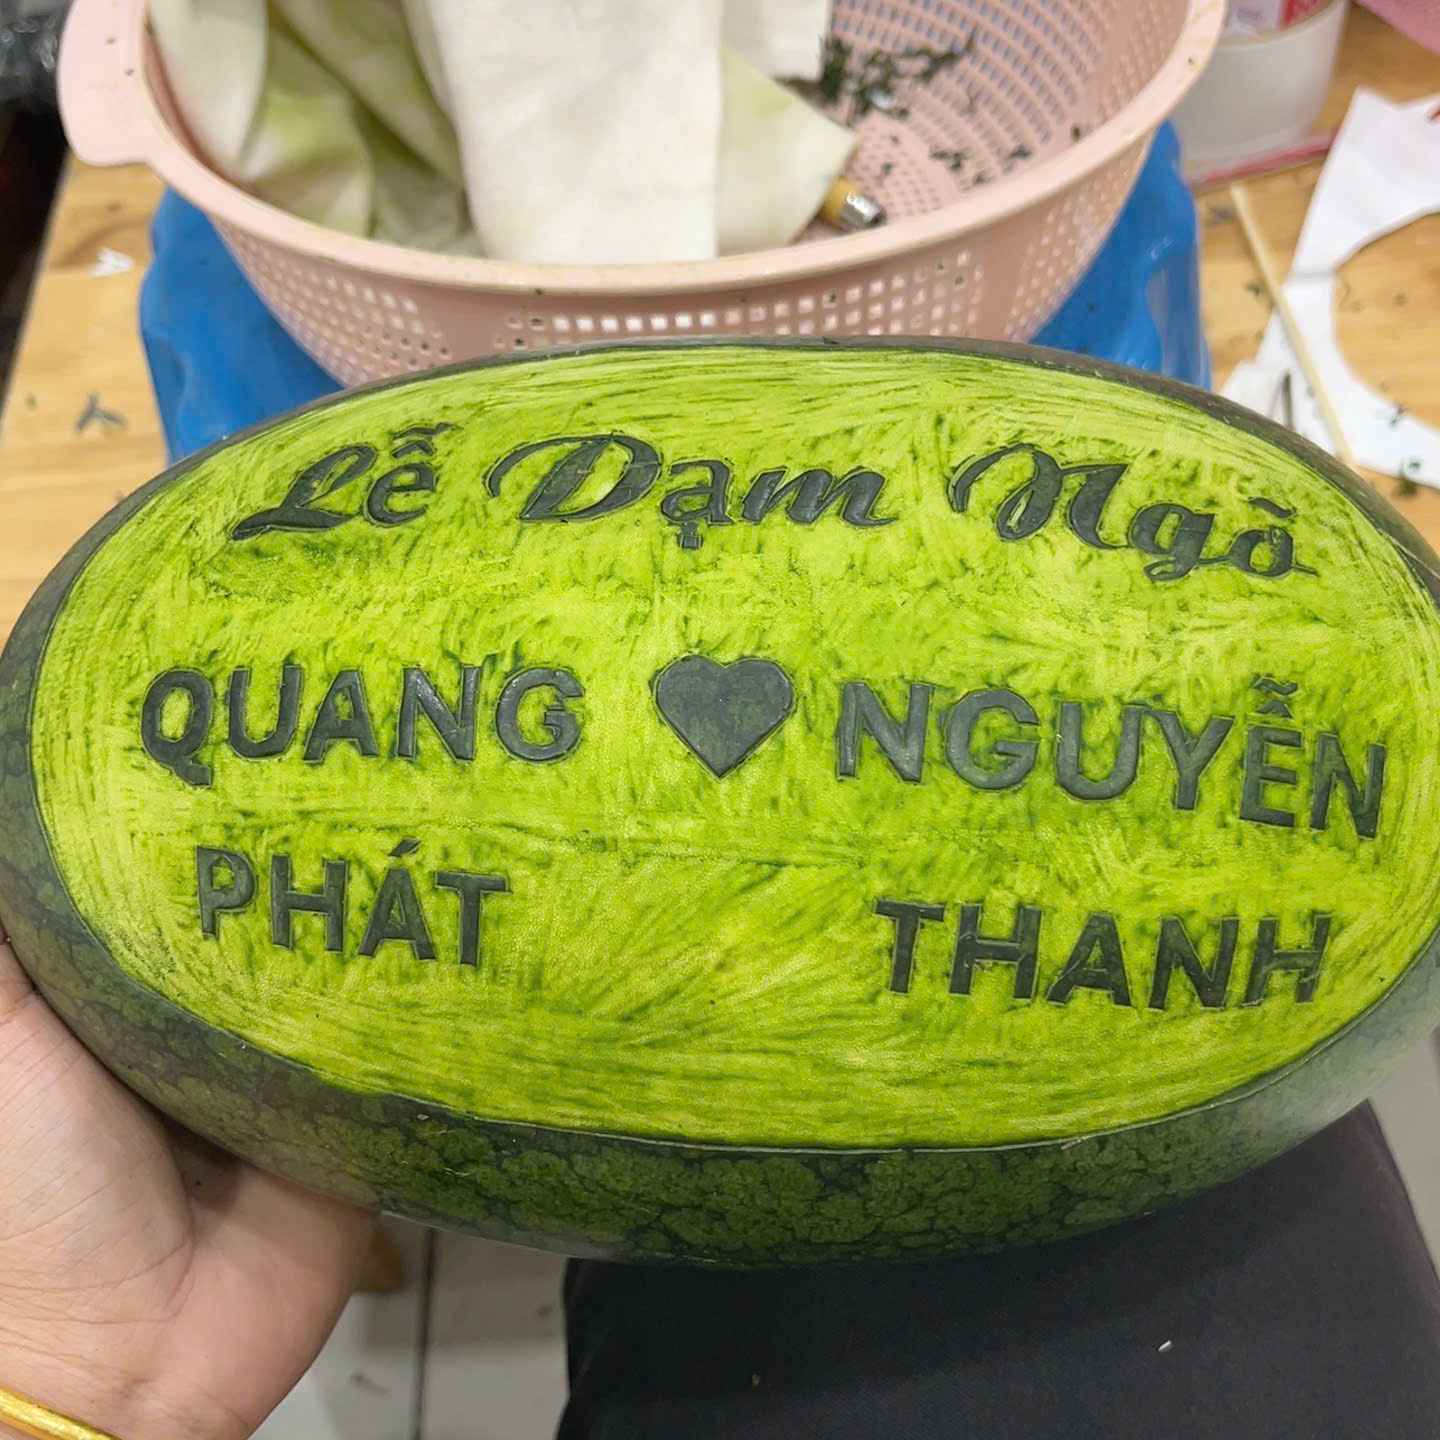 Lễ Dạm Ngõ
QUANG ♥ NGUYỄN
PHÁT THANH